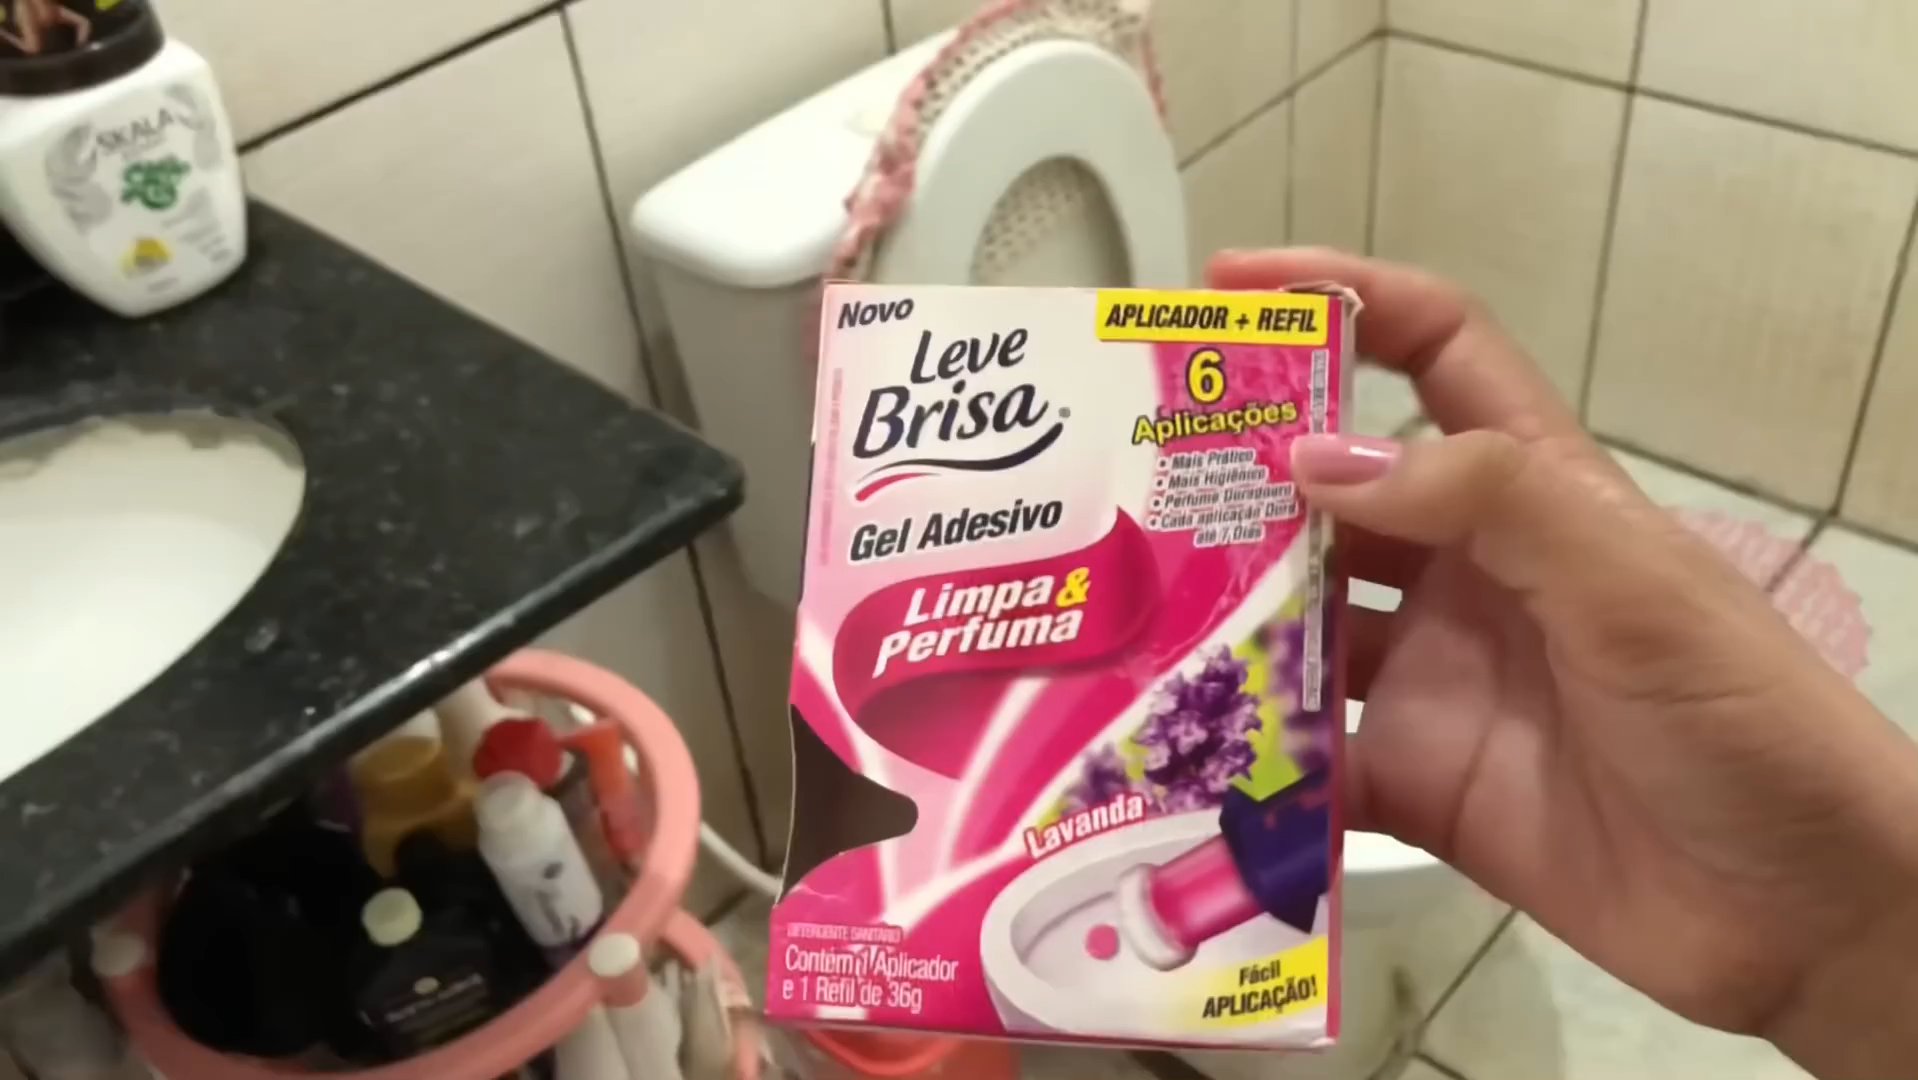 SKALA
Novo
Leve
Brisa
Gel Adesivo
Limpa &
Perfuma
APLICADOR + REFIL
6
Aplicações
• Mais Prático
• Mais Higiênico
• Perfume Duradouro
• Cada aplicação Dura
até 7 Dias
Lavanda
DETERGENTE SANITÁRIO
Contém 1 Aplicador
e 1 Refil de 36g
Fácil
APLICAÇÃO!